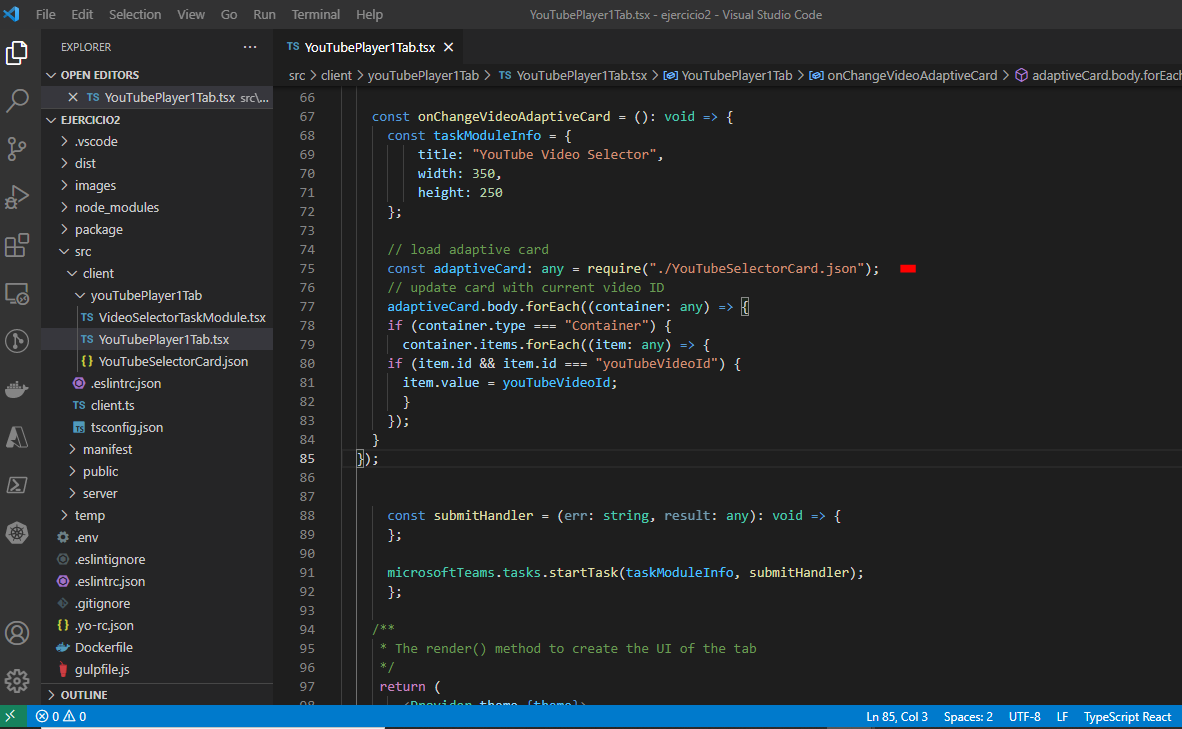 File Edit Selection View Go Run Terminal Help YouTubePlayer1Tab.tsx - ejercicio2 - Visual Studio Code
EXPLORER ···
OPEN EDITORS
TS YouTubePlayer1Tab.tsx src\...
EJERCICIO2
.vscode
dist
images
node_modules
package
src
client
youTubePlayer1Tab
TS VideoSelectorTaskModule.tsx
TS YouTubePlayer1Tab.tsx
{} YouTubeSelectorCard.json
.eslintrc.json
TS client.ts
TS tsconfig.json
manifest
public
server
temp
.env
.eslintignore
.eslintrc.json
.gitignore
{} .yo-rc.json
Dockerfile
gulpfile.js
OUTLINE
TS YouTubePlayer1Tab.tsx
src > client > youTubePlayer1Tab > TS YouTubePlayer1Tab.tsx > YouTubePlayer1Tab > onChangeVideoAdaptiveCard > adaptiveCard.body.forEach
66
67 const onChangeVideoAdaptiveCard = (): void => {
68 const taskModuleInfo = {
69 title: "YouTube Video Selector",
70 width: 350,
71 height: 250
72 };
73
74 // load adaptive card
75 const adaptiveCard: any = require("./YouTubeSelectorCard.json");
76 // update card with current video ID
77 adaptiveCard.body.forEach((container: any) => {
78 if (container.type === "Container") {
79 container.items.forEach((item: any) => {
80 if (item.id && item.id === "youTubeVideoId") {
81 item.value = youTubeVideoId;
82 }
83 });
84 }
85 });
86
87
88 const submitHandler = (err: string, result: any): void => {
89 };
90
91 microsoftTeams.tasks.startTask(taskModuleInfo, submitHandler);
92 };
93
94 /**
95 * The render() method to create the UI of the tab
96 */
97 return (
98 <Provider theme={theme}>
0 0 Ln 85, Col 3 Spaces: 2 UTF-8 LF TypeScript React